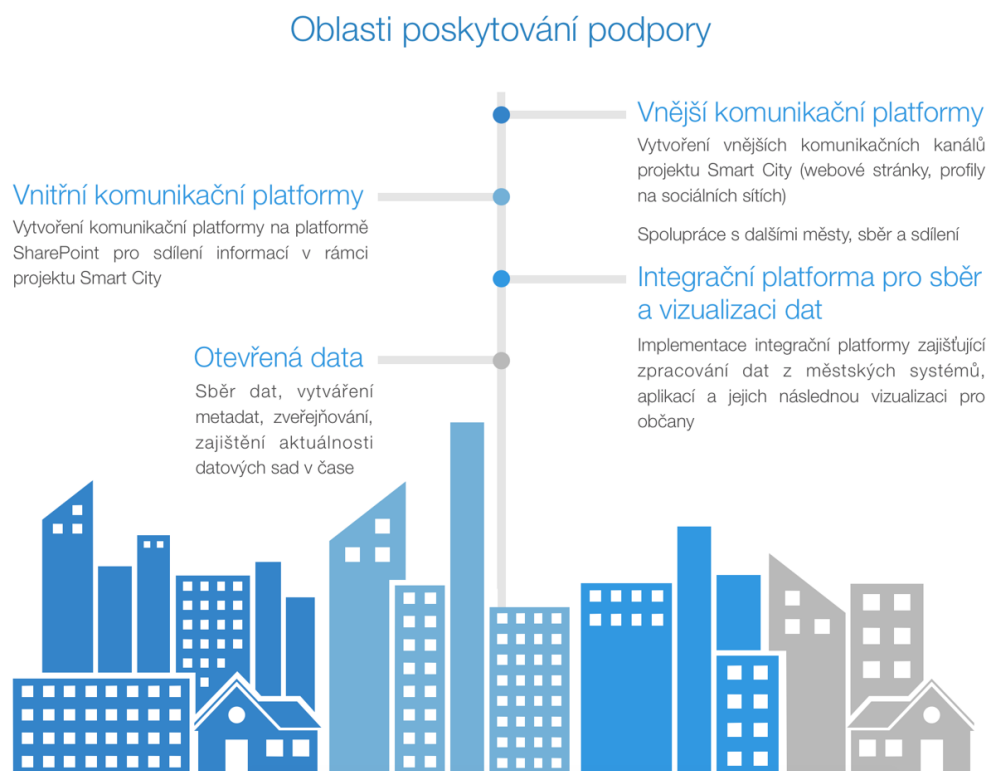 Oblasti poskytování podpory
Vnější komunikační platformy
Vytvoření vnějších komunikačních kanálů
projektu Smart City (webové stránky, profily
na sociálních sítích)
Spolupráce s dalšími městy, sběr a sdílení
Vnitřní komunikační platformy
Vytvoření komunikační platformy na platformě
SharePoint pro sdílení informací v rámci
projektu Smart City
Integrační platforma pro sběr
a vizualizaci dat
Implementace integrační platformy zajišťující
zpracování dat z městských systémů,
aplikací a jejich následnou vizualizaci pro
občany
Otevřená data
Sběr dat, vytváření
metadat, zveřejňování,
zajištění aktuálnosti
datových sad v čase